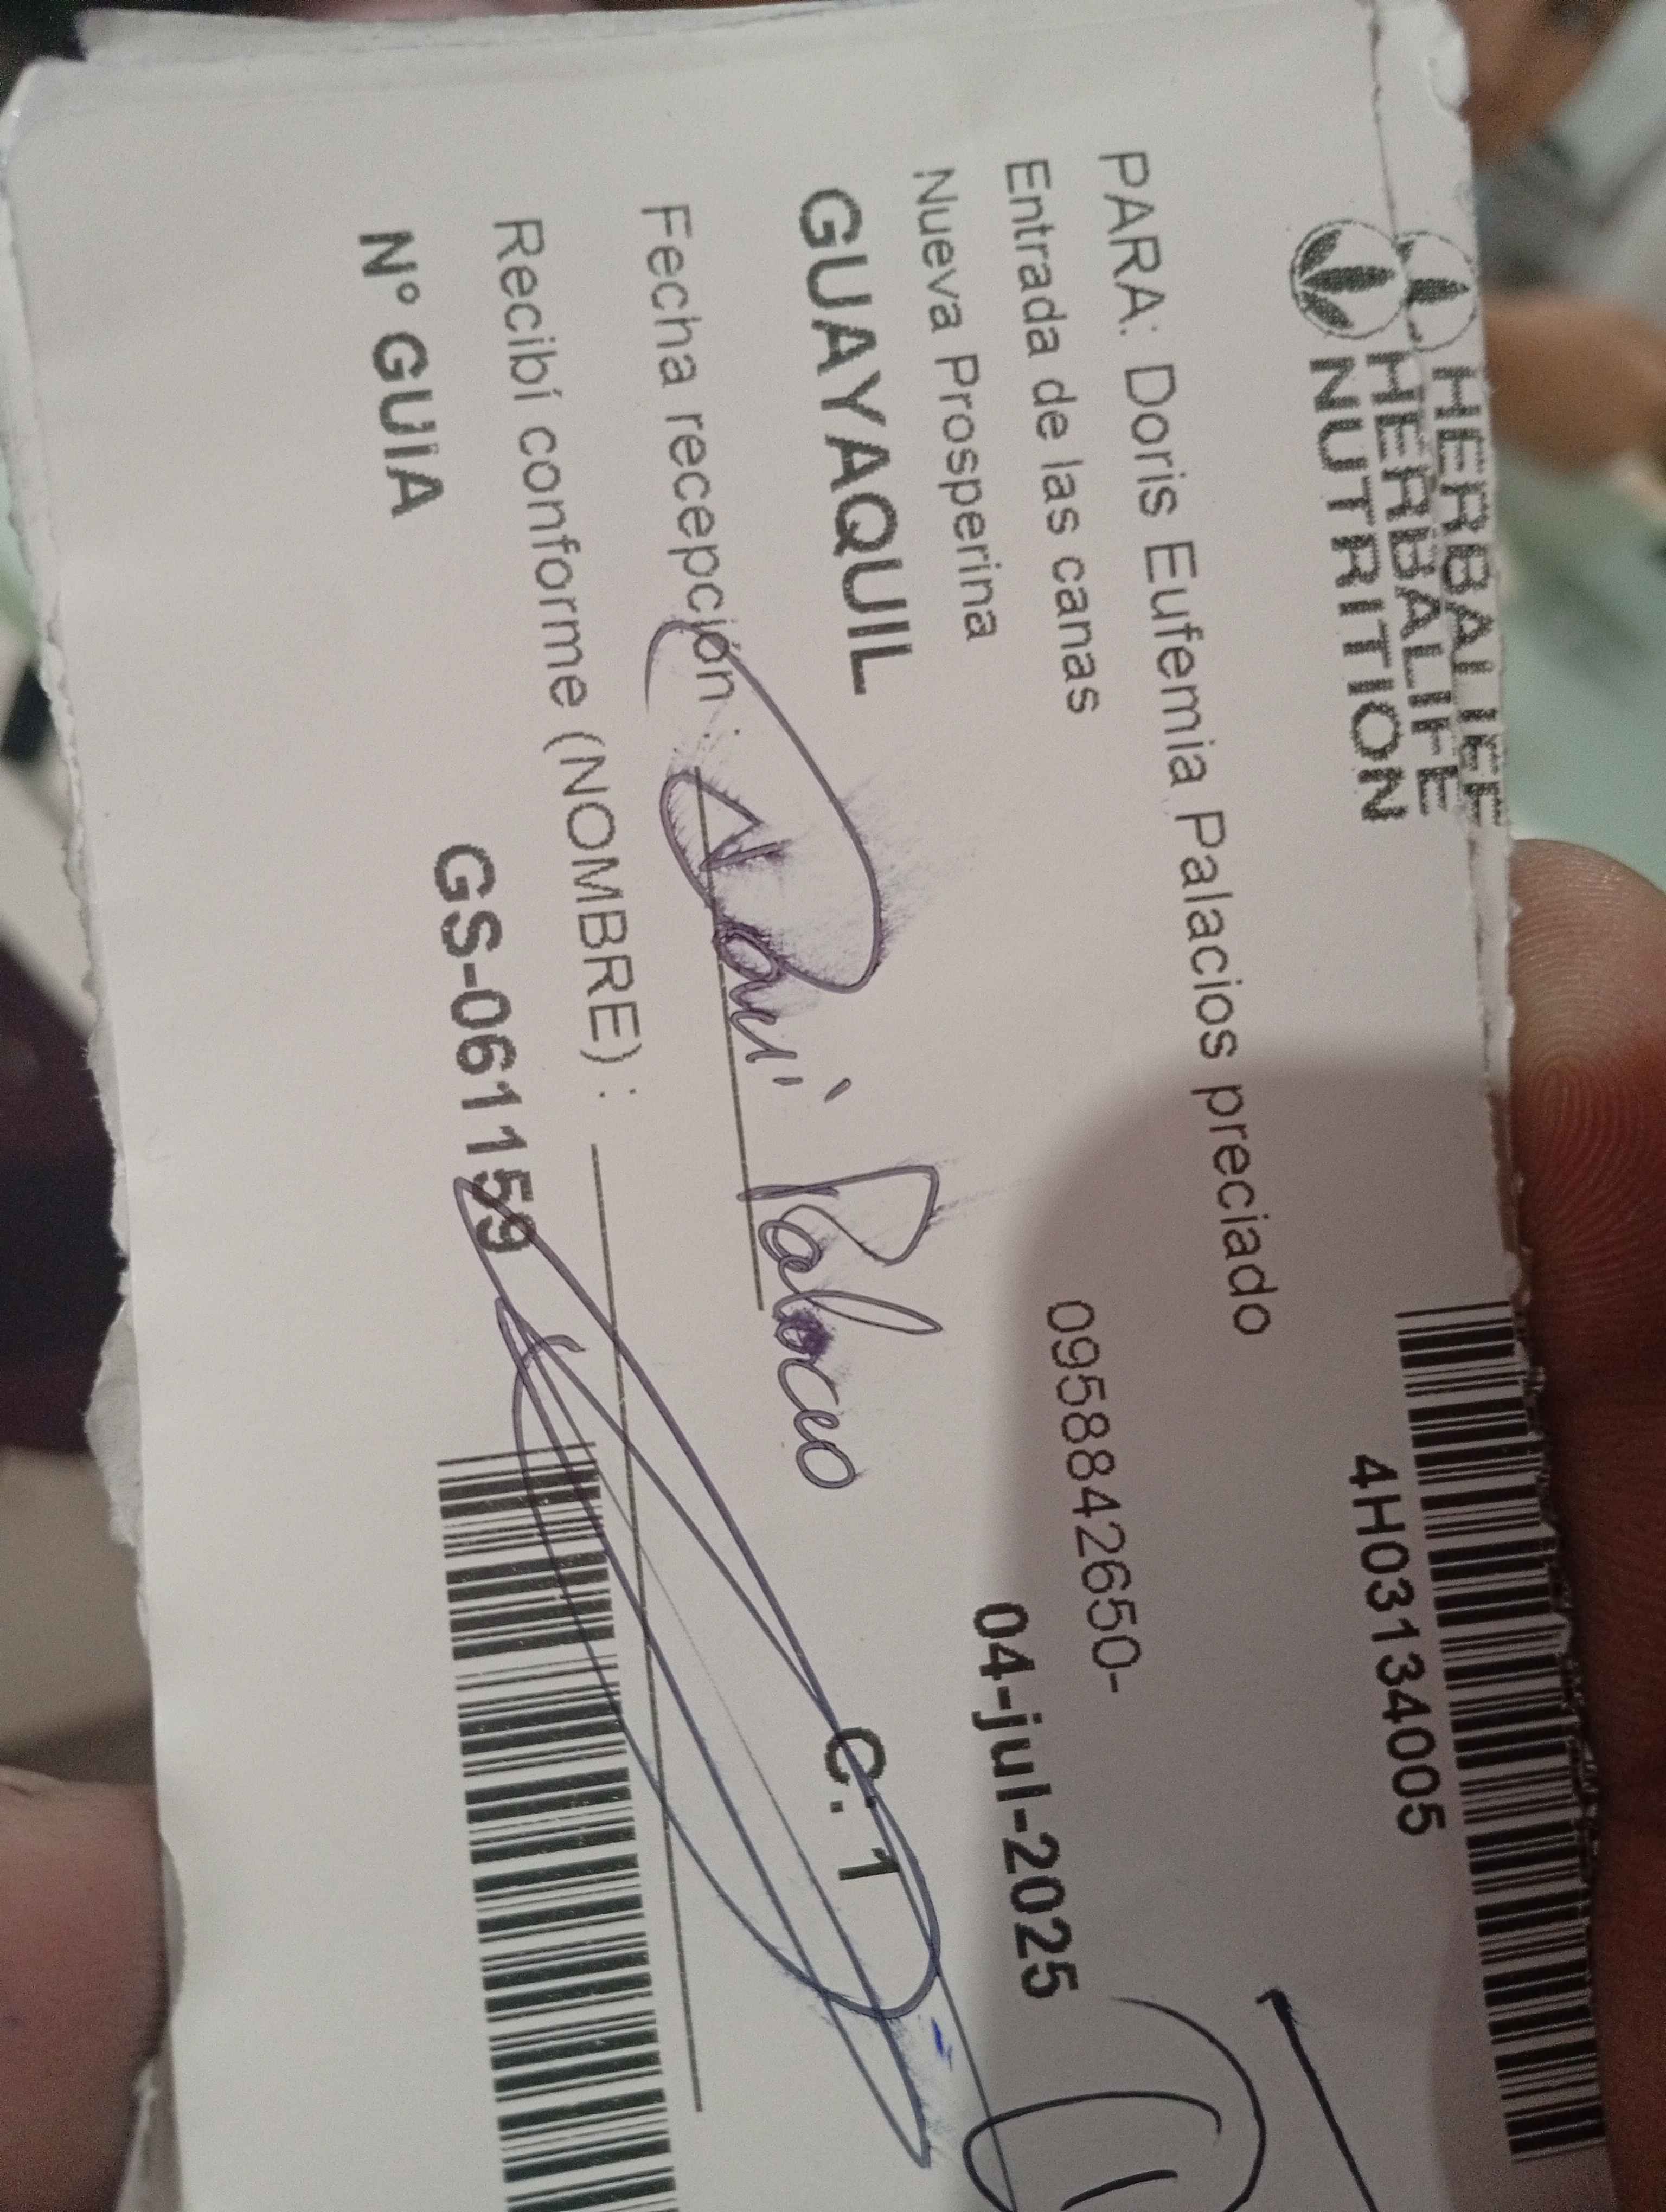 HERBALIFE
HERBALIFE
NUTRITION
4H03134005
PARA: Doris Eufemia Palacios preciado
Entrada de las canas
0958842650-
Nueva Prosperina
04-jul-2025
GUAYAQUIL
C: 1
Fecha recepción :
Recibí conforme (NOMBRE) :
N° GUIA
GS-061159